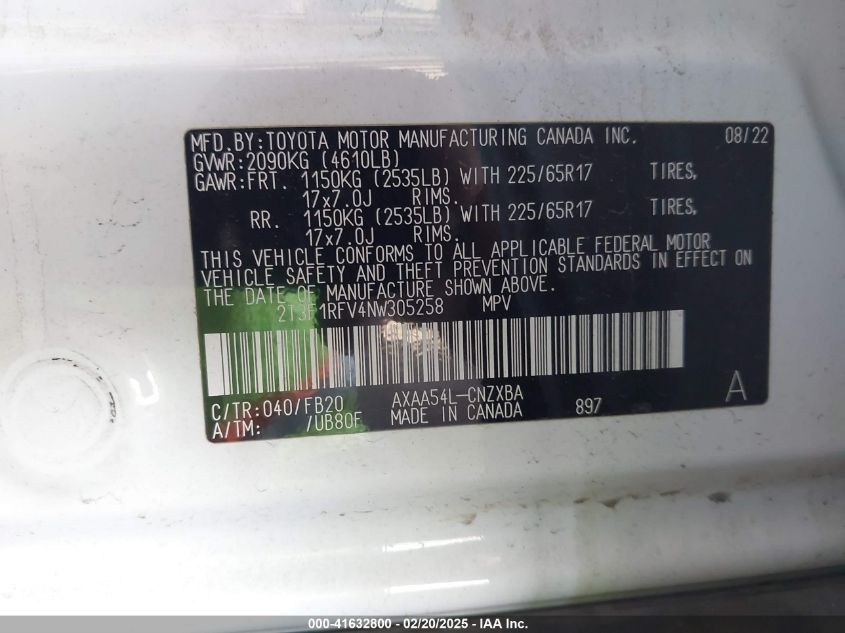 MFD. BY: TOYOTA MOTOR MANUFACTURING CANADA INC. 08/22
GVWR: 2090KG (4610LB)
GAWR: FRT. 1150KG (2535LB) WITH 225/65R17 TIRES,
17x7.0J RIMS.
RR. 1150KG (2535LB) WITH 225/65R17 TIRES,
17x7.0J RIMS.
THIS VEHICLE CONFORMS TO ALL APPLICABLE FEDERAL MOTOR
VEHICLE SAFETY AND THEFT PREVENTION STANDARDS IN EFFECT ON
THE DATE OF MANUFACTURE SHOWN ABOVE.
2T3F1RFV4NW305258 MPV
C/TR: 040/FB20 AXAA54L-CNZXBA A
A/TM: /UB80F MADE IN CANADA 897
000-41632800 - 02/20/2025 - IAA Inc.